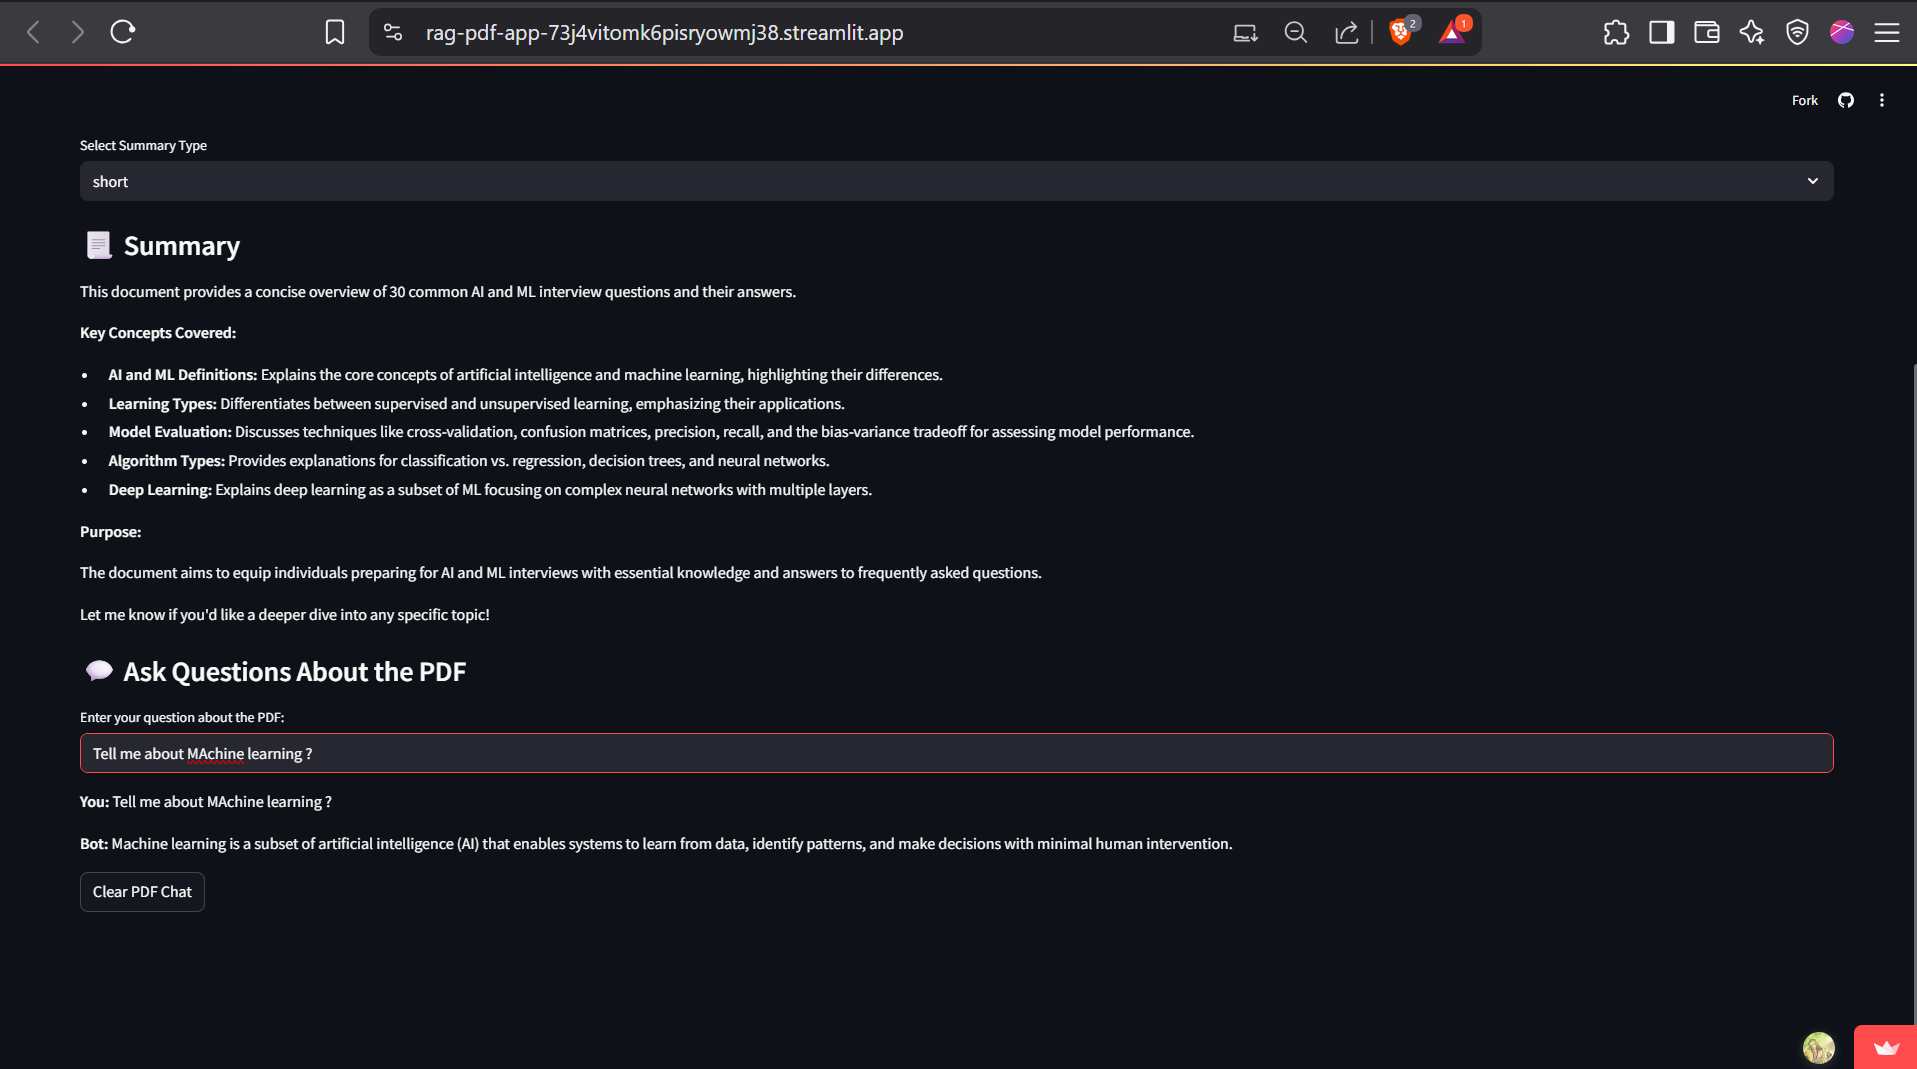 rag-pdf-app-73j4vitomk6pisryowmj38.streamlit.app
2
1
Fork
Select Summary Type
short
Summary
This document provides a concise overview of 30 common AI and ML interview questions and their answers.
Key Concepts Covered:
• AI and ML Definitions: Explains the core concepts of artificial intelligence and machine learning, highlighting their differences.
• Learning Types: Differentiates between supervised and unsupervised learning, emphasizing their applications.
• Model Evaluation: Discusses techniques like cross-validation, confusion matrices, precision, recall, and the bias-variance tradeoff for assessing model performance.
• Algorithm Types: Provides explanations for classification vs. regression, decision trees, and neural networks.
• Deep Learning: Explains deep learning as a subset of ML focusing on complex neural networks with multiple layers.
Purpose:
The document aims to equip individuals preparing for AI and ML interviews with essential knowledge and answers to frequently asked questions.
Let me know if you'd like a deeper dive into any specific topic!
Ask Questions About the PDF
Enter your question about the PDF:
Tell me about MAchine learning ?
You: Tell me about MAchine learning ?
Bot: Machine learning is a subset of artificial intelligence (AI) that enables systems to learn from data, identify patterns, and make decisions with minimal human intervention.
Clear PDF Chat